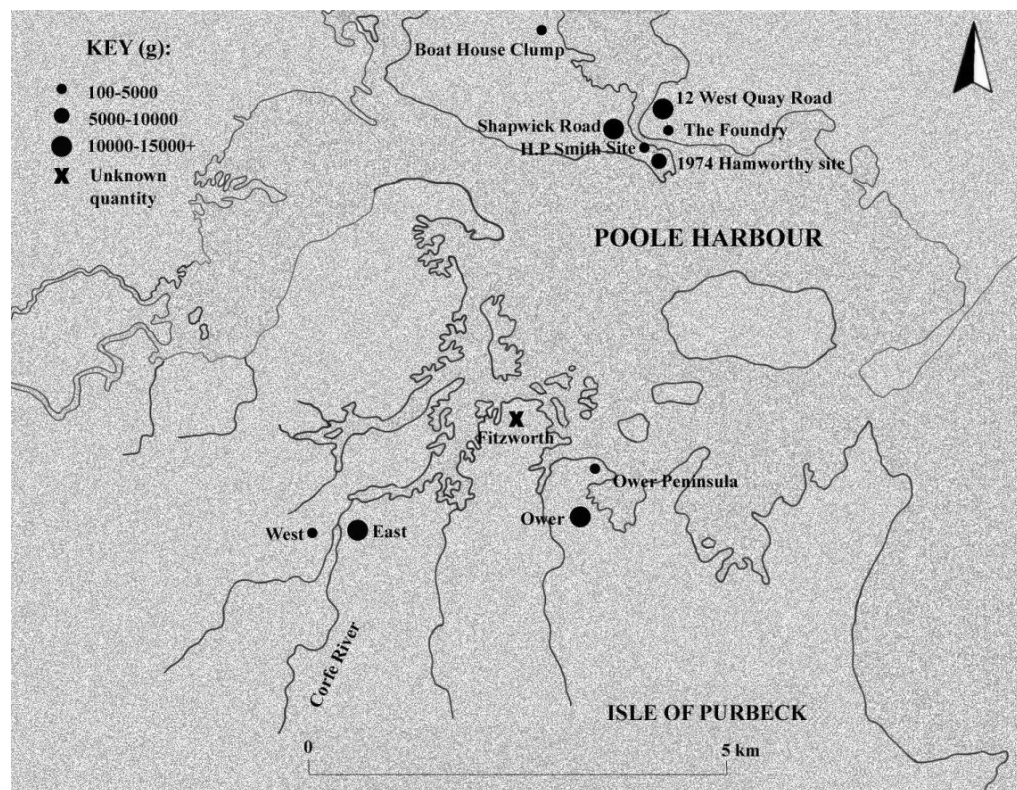 KEY (g):
100-5000
5000-10000
10000-15000+
X Unknown
quantity
Boat House Clump
12 West Quay Road
Shapwick Road
The Foundry
H.P Smith Site
1974 Hamworthy site
POOLE HARBOUR
X
Fitzworth
Ower Peninsula
Ower
West
East
Corfe River
ISLE OF PURBECK
0
5 km